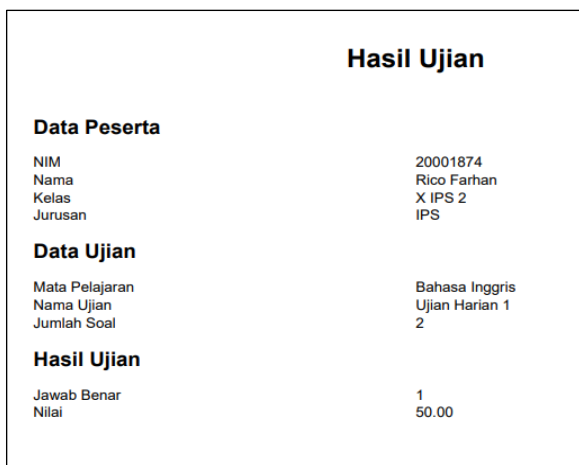 Hasil Ujian
Data Peserta
NIM 20001874
Nama Rico Farhan
Kelas X IPS 2
Jurusan IPS
Data Ujian
Mata Pelajaran Bahasa Inggris
Nama Ujian Ujian Harian 1
Jumlah Soal 2
Hasil Ujian
Jawab Benar 1
Nilai 50.00